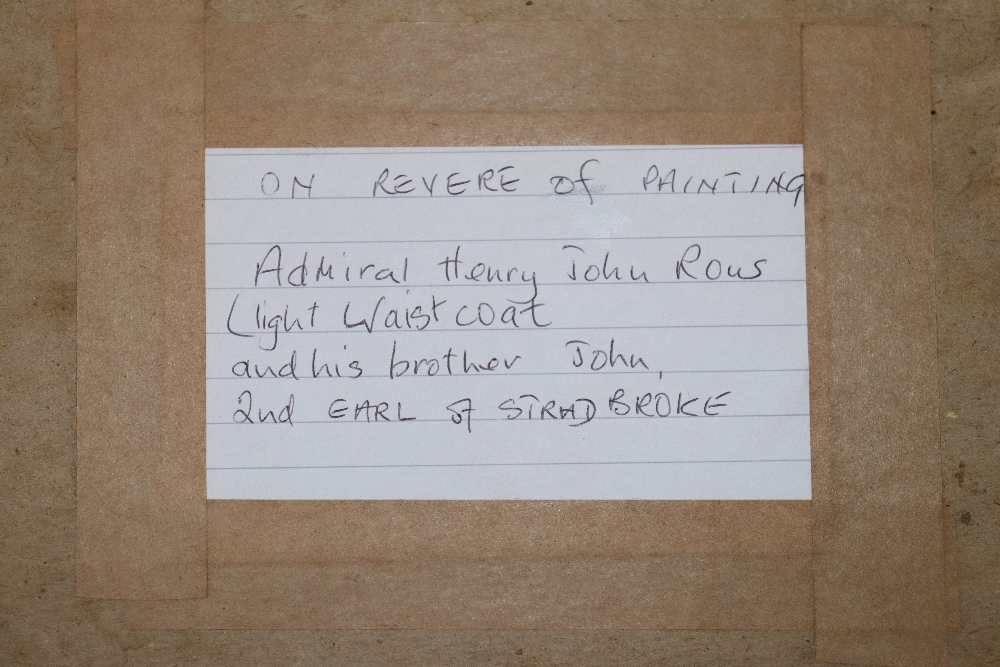 ON REVERE of PAINTING
Admiral Henry John Rous
(light Waistcoat
and his brother John,
2nd EARL of STRADBROKE